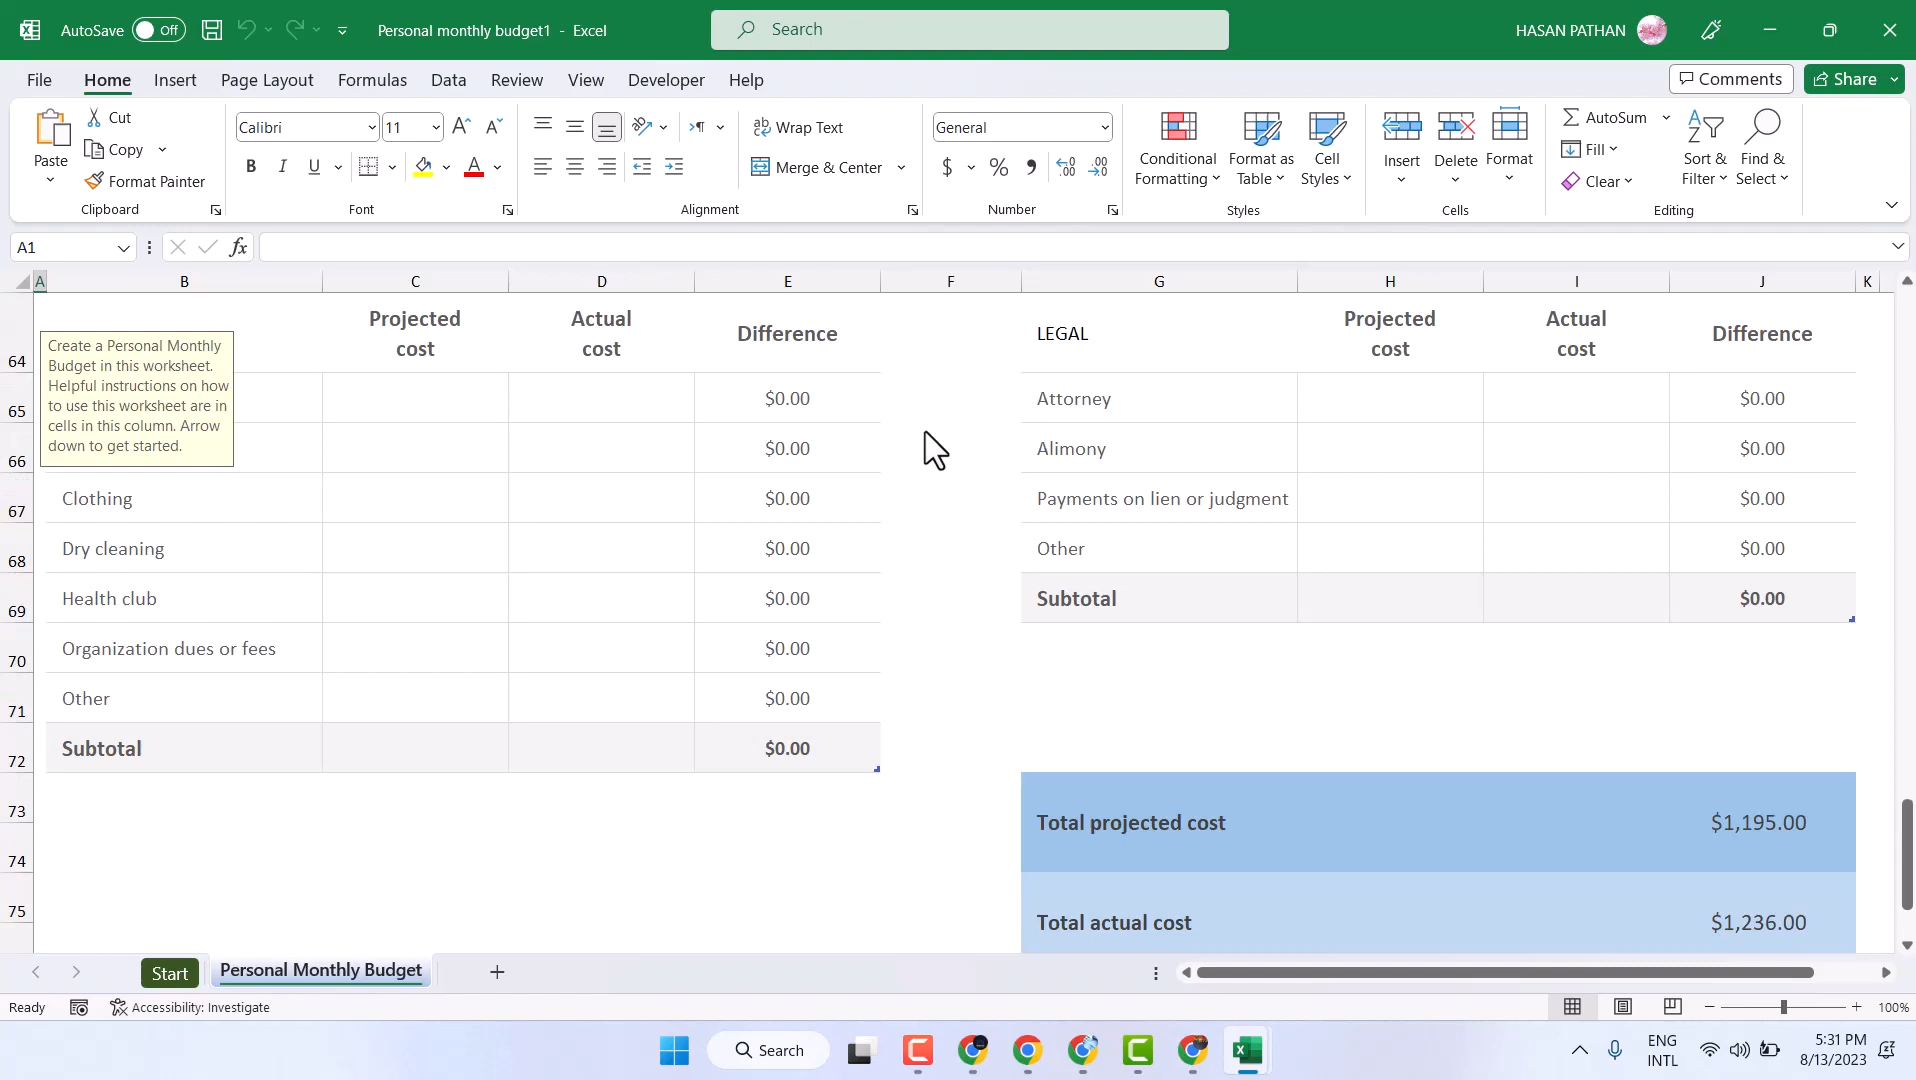 AutoSave Off Personal monthly budget1 - Excel Search HASAN PATHAN
File Home Insert Page Layout Formulas Data Review View Developer Help Comments Share
Paste
Cut
Copy
Format Painter
Clipboard
Calibri 11
B I U
Font
Wrap Text
Merge & Center
Alignment
General
$ % ,
Number
Conditional
Formatting
Format as
Table
Cell
Styles
Styles
Insert Delete Format
Cells
AutoSum
Fill
Clear
Sort &
Filter
Find &
Select
Editing
A1 fx
A B C D E F G H I J K
Create a Personal Monthly
Budget in this worksheet.
Helpful instructions on how
to use this worksheet are in
cells in this column. Arrow
down to get started.
64 Projected cost Actual cost Difference LEGAL Projected cost Actual cost Difference
65 $0.00 Attorney $0.00
66 $0.00 Alimony $0.00
67 Clothing $0.00 Payments on lien or judgment $0.00
68 Dry cleaning $0.00 Other $0.00
69 Health club $0.00 Subtotal $0.00
70 Organization dues or fees $0.00
71 Other $0.00
72 Subtotal $0.00
73
Total projected cost $1,195.00
74
75
Total actual cost $1,236.00
Start Personal Monthly Budget
Ready Accessibility: Investigate 100%
Search ENG
INTL
5:31 PM
8/13/2023